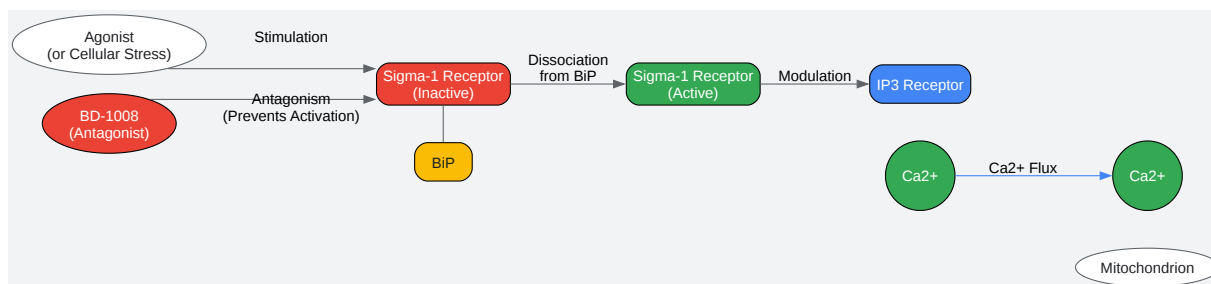 Agonist
(or Cellular Stress)
Stimulation
BD-1008
(Antagonist)
Antagonism
(Prevents Activation)
Sigma-1 Receptor
(Inactive)
BiP
Dissociation
from BiP
Sigma-1 Receptor
(Active)
Modulation
IP3 Receptor
Ca2+
Ca2+ Flux
Ca2+
Mitochondrion